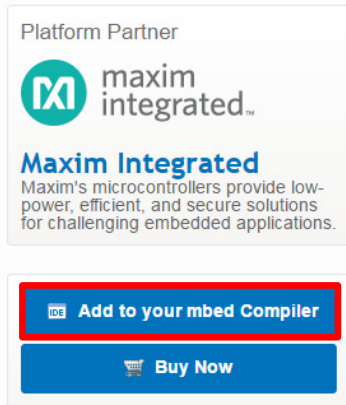 Platform Partner
maxim
integrated™
Maxim Integrated
Maxim's microcontrollers provide low-
power, efficient, and secure solutions
for challenging embedded applications.
IDE Add to your mbed Compiler
Buy Now